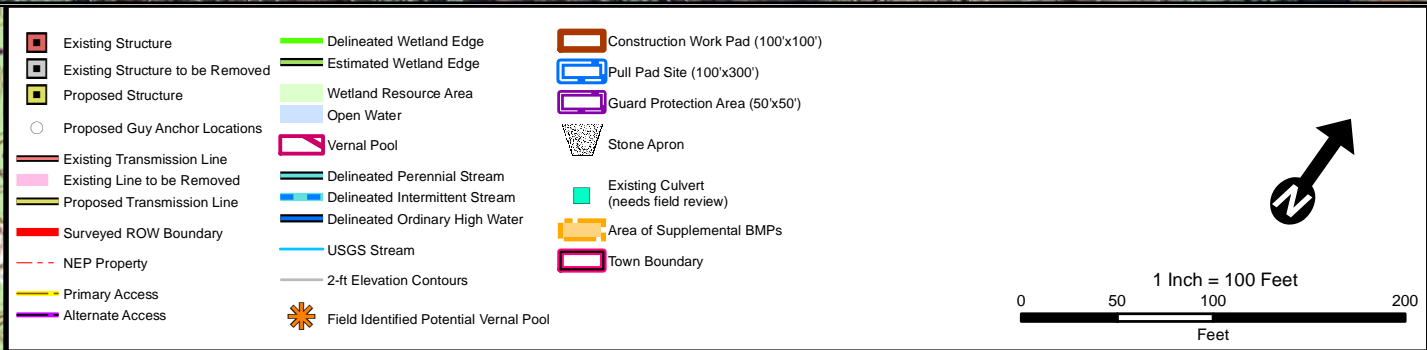 Existing Structure
Existing Structure to be Removed
Proposed Structure
Proposed Guy Anchor Locations
Existing Transmission Line
Existing Line to be Removed
Proposed Transmission Line
Surveyed ROW Boundary
NEP Property
Primary Access
Alternate Access
Delineated Wetland Edge
Estimated Wetland Edge
Wetland Resource Area
Open Water
Vernal Pool
Delineated Perennial Stream
Delineated Intermittent Stream
Delineated Ordinary High Water
USGS Stream
2-ft Elevation Contours
Field Identified Potential Vernal Pool
Construction Work Pad (100'x100')
Pull Pad Site (100'x300')
Guard Protection Area (50'x50')
Stone Apron
Existing Culvert
(needs field review)
Area of Supplemental BMPs
Town Boundary
N
1 Inch = 100 Feet
0 50 100 200
Feet